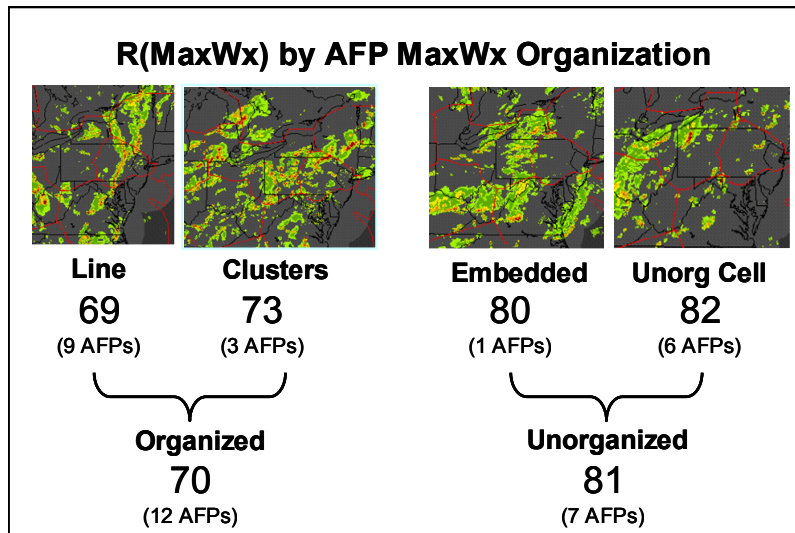 R(MaxWx) by AFP MaxWx Organization
Line
69
(9 AFPs)
Clusters
73
(3 AFPs)
Embedded
80
(1 AFPs)
Unorg Cell
82
(6 AFPs)
Organized
70
(12 AFPs)
Unorganized
81
(7 AFPs)